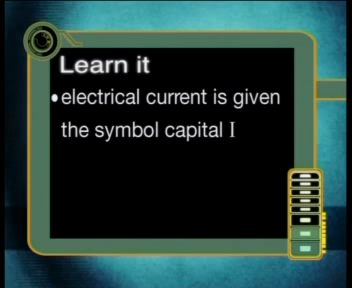 Learn it
•electrical current is given
the symbol capital I